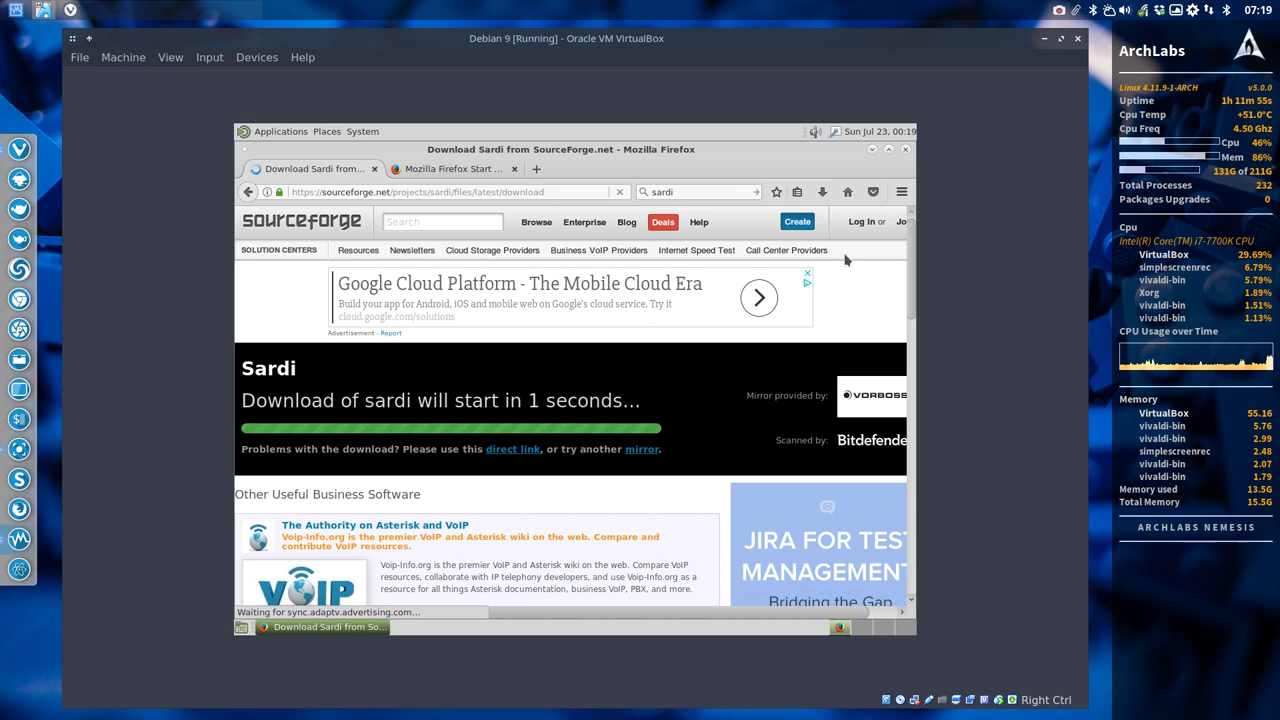 07:19
Debian 9 [Running] - Oracle VM VirtualBox
File Machine View Input Devices Help
Applications Places System
Sun Jul 23, 00:19
Download Sardi from SourceForge.net - Mozilla Firefox
Download Sardi from...
Mozilla Firefox Start ...
https://sourceforge.net/projects/sardi/files/latest/download
sardi
sourceforge
Search
Browse Enterprise Blog Deals Help
Create
Log In or Jo
SOLUTION CENTERS Resources Newsletters Cloud Storage Providers Business VoIP Providers Internet Speed Test Call Center Providers
Google Cloud Platform - The Mobile Cloud Era
Build your app for Android, iOS and mobile web on Google's cloud service. Try it
cloud.google.com/solutions
Advertisement - Report
Sardi
Download of sardi will start in 1 seconds...
Mirror provided by:
VORBOSS
Problems with the download? Please use this direct link, or try another mirror.
Scanned by:
Bitdefende
Other Useful Business Software
The Authority on Asterisk and VoIP
Voip-Info.org is the premier VoIP and Asterisk wiki on the web. Compare and
contribute VoIP resources.
VOIP
Voip-Info.org is the premier VoIP and Asterisk wiki on the web. Compare VoIP
resources, collaborate with IP telephony developers, and use Voip-Info.org as a
resource for all things Asterisk documentation, business VoIP, PBX, and more.
JIRA FOR TEST
MANAGEMENT
Bridging the Gap
Waiting for sync.adaptv.advertising.com...
Download Sardi from So...
Right Ctrl
ArchLabs
Linux 4.11.9-1-ARCH v5.0.0
Uptime 1h 11m 55s
Cpu Temp +51.0°C
Cpu Freq 4.50 Ghz
Cpu 46%
Mem 86%
131G of 211G
Total Processes 232
Packages Upgrades 0
Cpu
Intel(R) Core(TM) i7-7700K CPU
VirtualBox 29.69%
simplescreenrec 6.79%
vivaldi-bin 5.79%
Xorg 1.89%
vivaldi-bin 1.51%
vivaldi-bin 1.13%
CPU Usage over Time
Memory
VirtualBox 55.16
vivaldi-bin 5.76
vivaldi-bin 2.99
simplescreenrec 2.48
vivaldi-bin 2.07
vivaldi-bin 1.79
Memory used 13.5G
Total Memory 15.5G
ARCHLABS NEMESIS